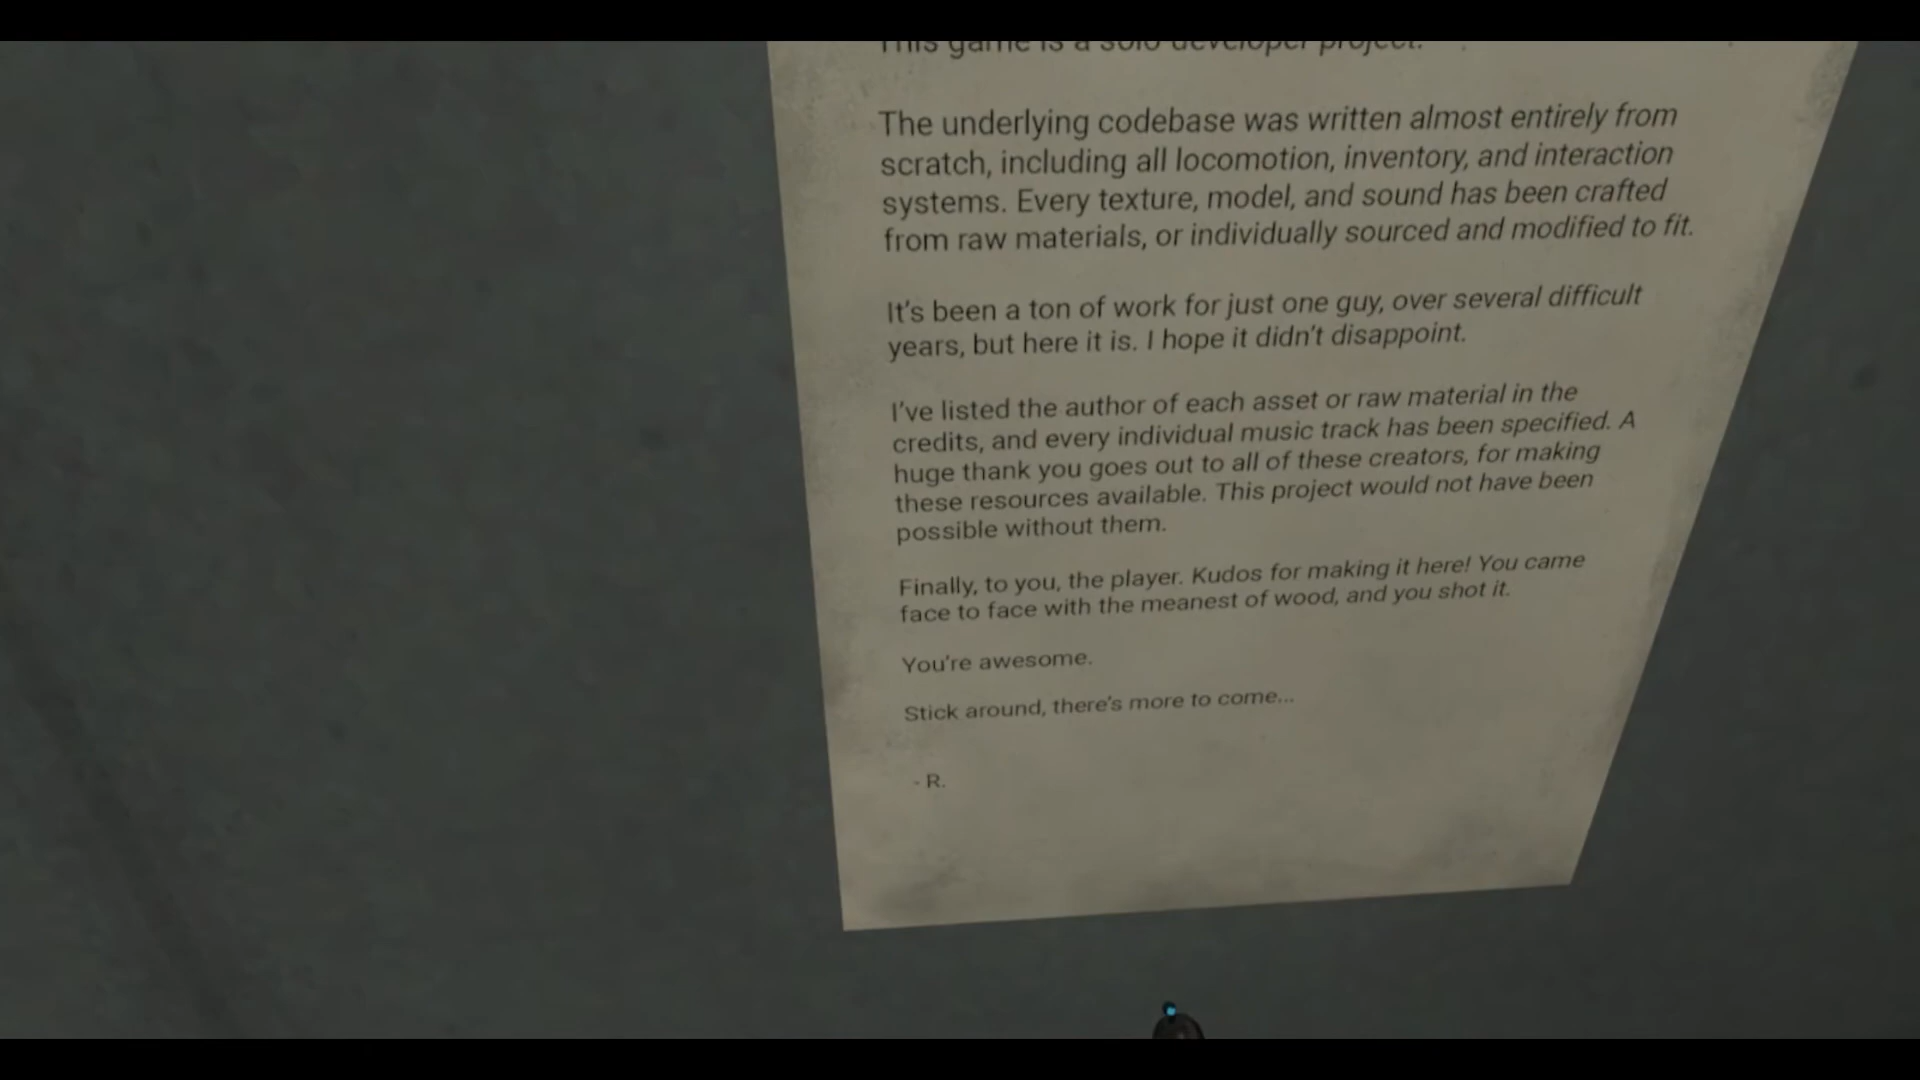 This game is a solo developer project.
The underlying codebase was written almost entirely from
scratch, including all locomotion, inventory, and interaction
systems. Every texture, model, and sound has been crafted
from raw materials, or individually sourced and modified to fit.
It's been a ton of work for just one guy, over several difficult
years, but here it is. I hope it didn't disappoint.
I've listed the author of each asset or raw material in the
credits, and every individual music track has been specified. A
huge thank you goes out to all of these creators, for making
these resources available. This project would not have been
possible without them.
Finally, to you, the player. Kudos for making it here! You came
face to face with the meanest of wood, and you shot it.
You're awesome.
Stick around, there's more to come...
- R.